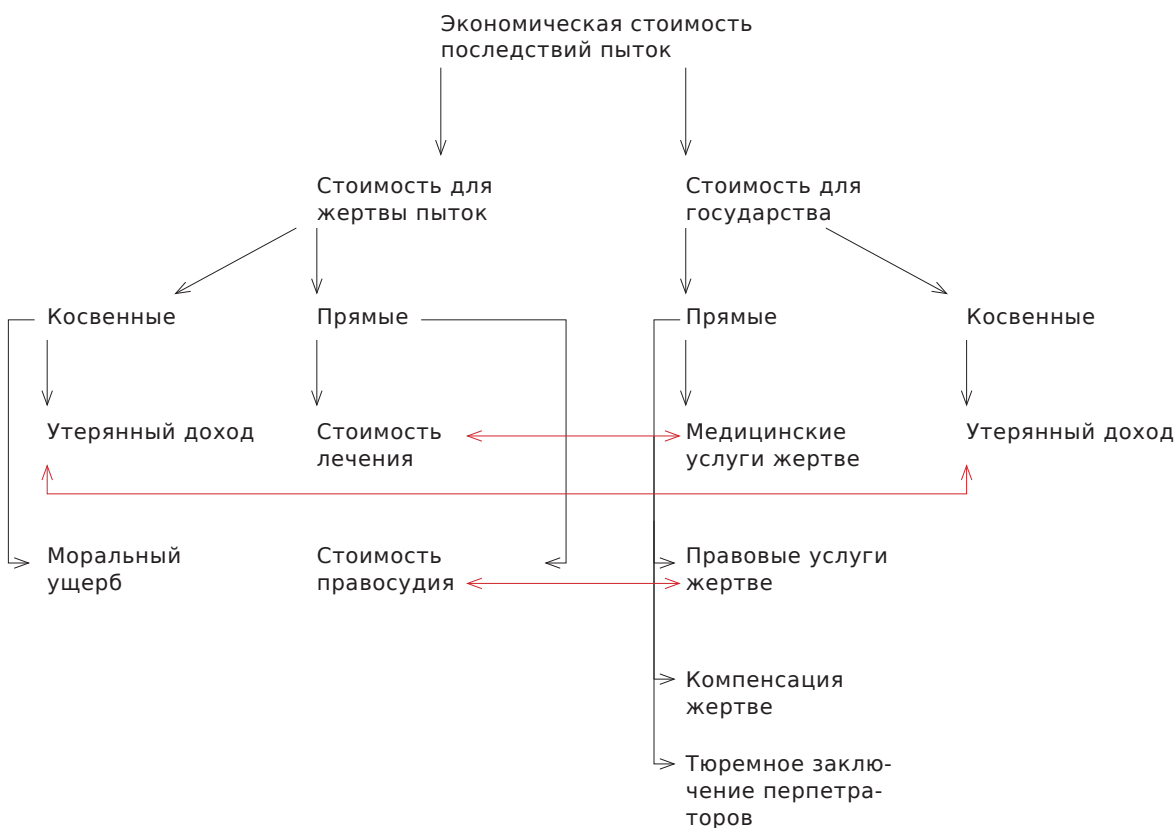 Экономическая стоимость
последствий пыток
Стоимость для
жертвы пыток
Стоимость для
государства
Косвенные
Прямые
Прямые
Косвенные
Утерянный доход
Стоимость
лечения
Медицинские
услуги жертве
Утерянный доход
Моральный
ущерб
Стоимость
правосудия
Правовые услуги
жертве
Компенсация
жертве
Тюремное заклю-
чение перпетра-
торов